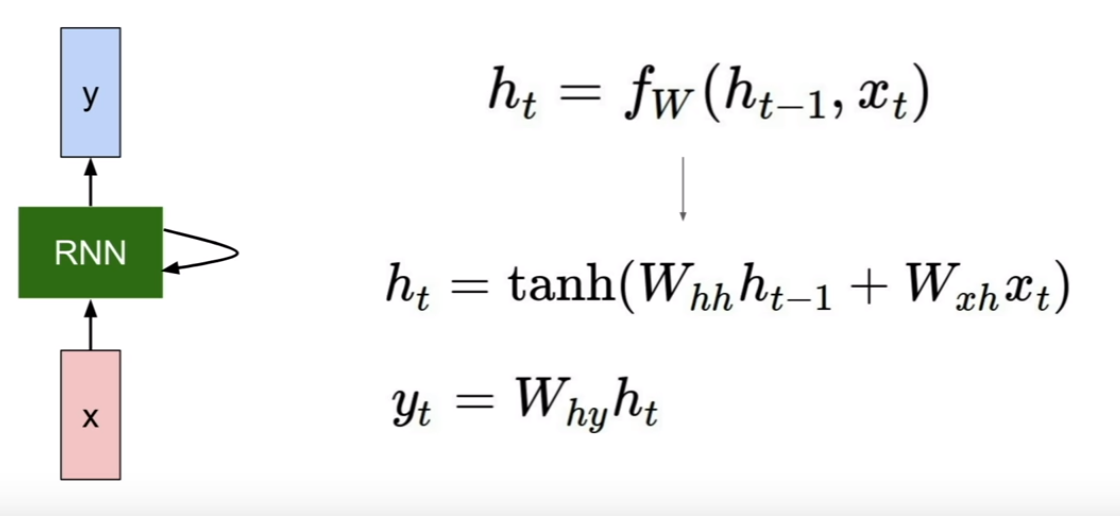 y
RNN
x
h_t = f_W(h_{t-1}, x_t)
h_t = tanh(W_{hh}h_{t-1} + W_{xh}x_t)
y_t = W_{hy}h_t